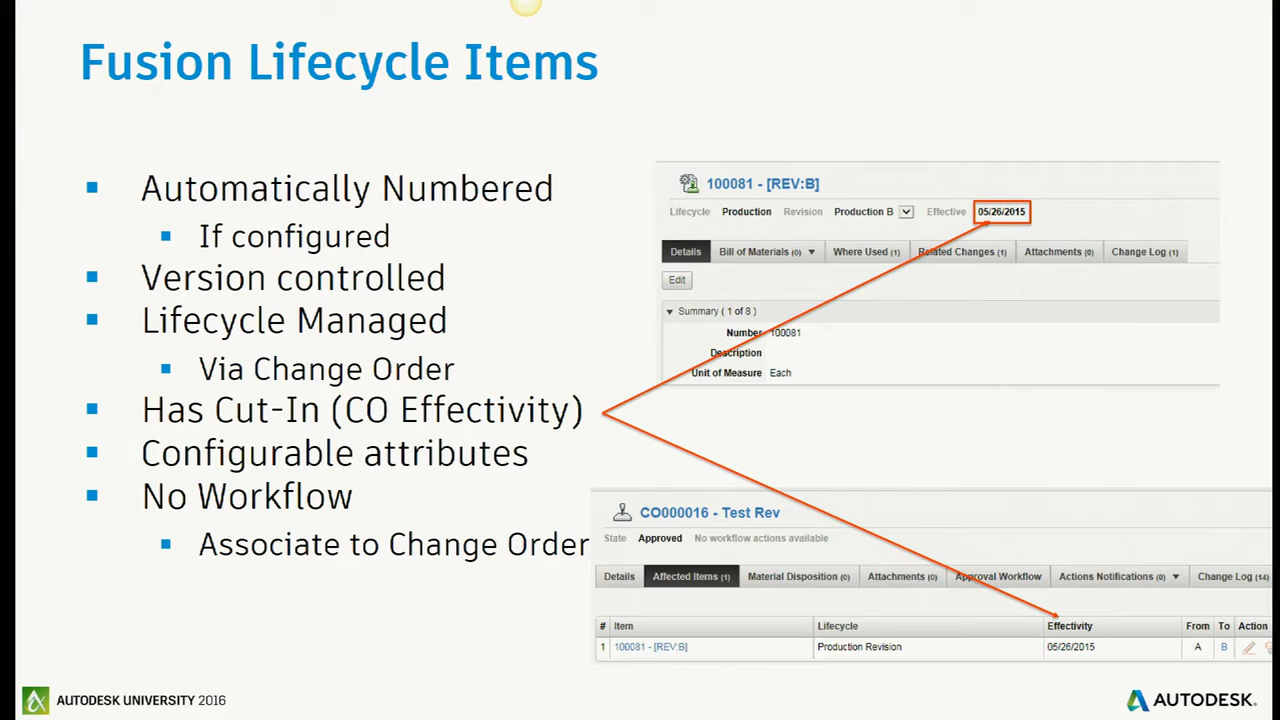 Fusion Lifecycle Items
Automatically Numbered
If configured
Version controlled
Lifecycle Managed
Via Change Order
Has Cut-In (CO Effectivity)
Configurable attributes
No Workflow
Associate to Change Order
100081 - [REV:B]
Lifecycle Production Revision Production B Effective 05/26/2015
Details Bill of Materials (0) Where Used (1) Related Changes (1) Attachments (0) Change Log (1)
Edit
Summary ( 1 of 8 )
Number 100081
Description
Unit of Measure Each
CO000016 - Test Rev
State Approved No workflow actions available
Details Affected Items (1) Material Disposition (0) Attachments (0) Approval Workflow Actions Notifications (0) Change Log (14)
# Item Lifecycle Effectivity From To Action
1 100081 - [REV:B] Production Revision 05/26/2015 A B
AUTODESK UNIVERSITY 2016
AUTODESK.